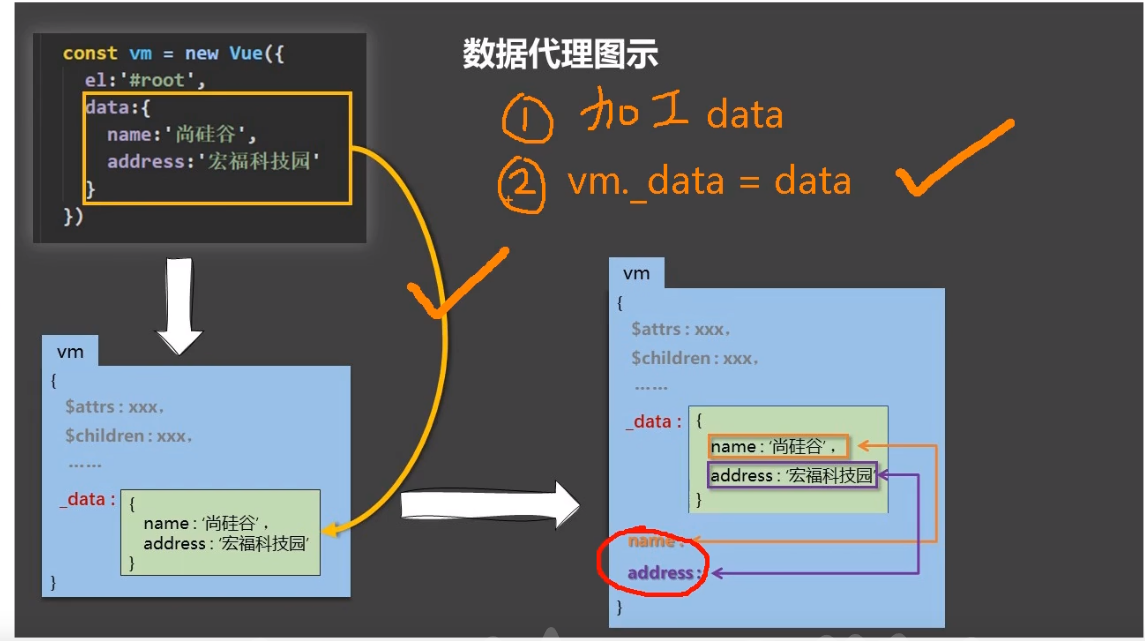 const vm = new Vue({
el:'#root',
data:{
name:'尚硅谷',
address:'宏福科技园'
}
})
数据代理图示
① 加工 data
② vm._data = data
vm
{
$attrs : xxx,
$children : xxx,
……
_data : {
name : '尚硅谷' ,
address : '宏福科技园'
}
}
vm
{
$attrs : xxx,
$children : xxx,
……
_data : {
name : '尚硅谷' ,
address : '宏福科技园'
}
name :
address :
}